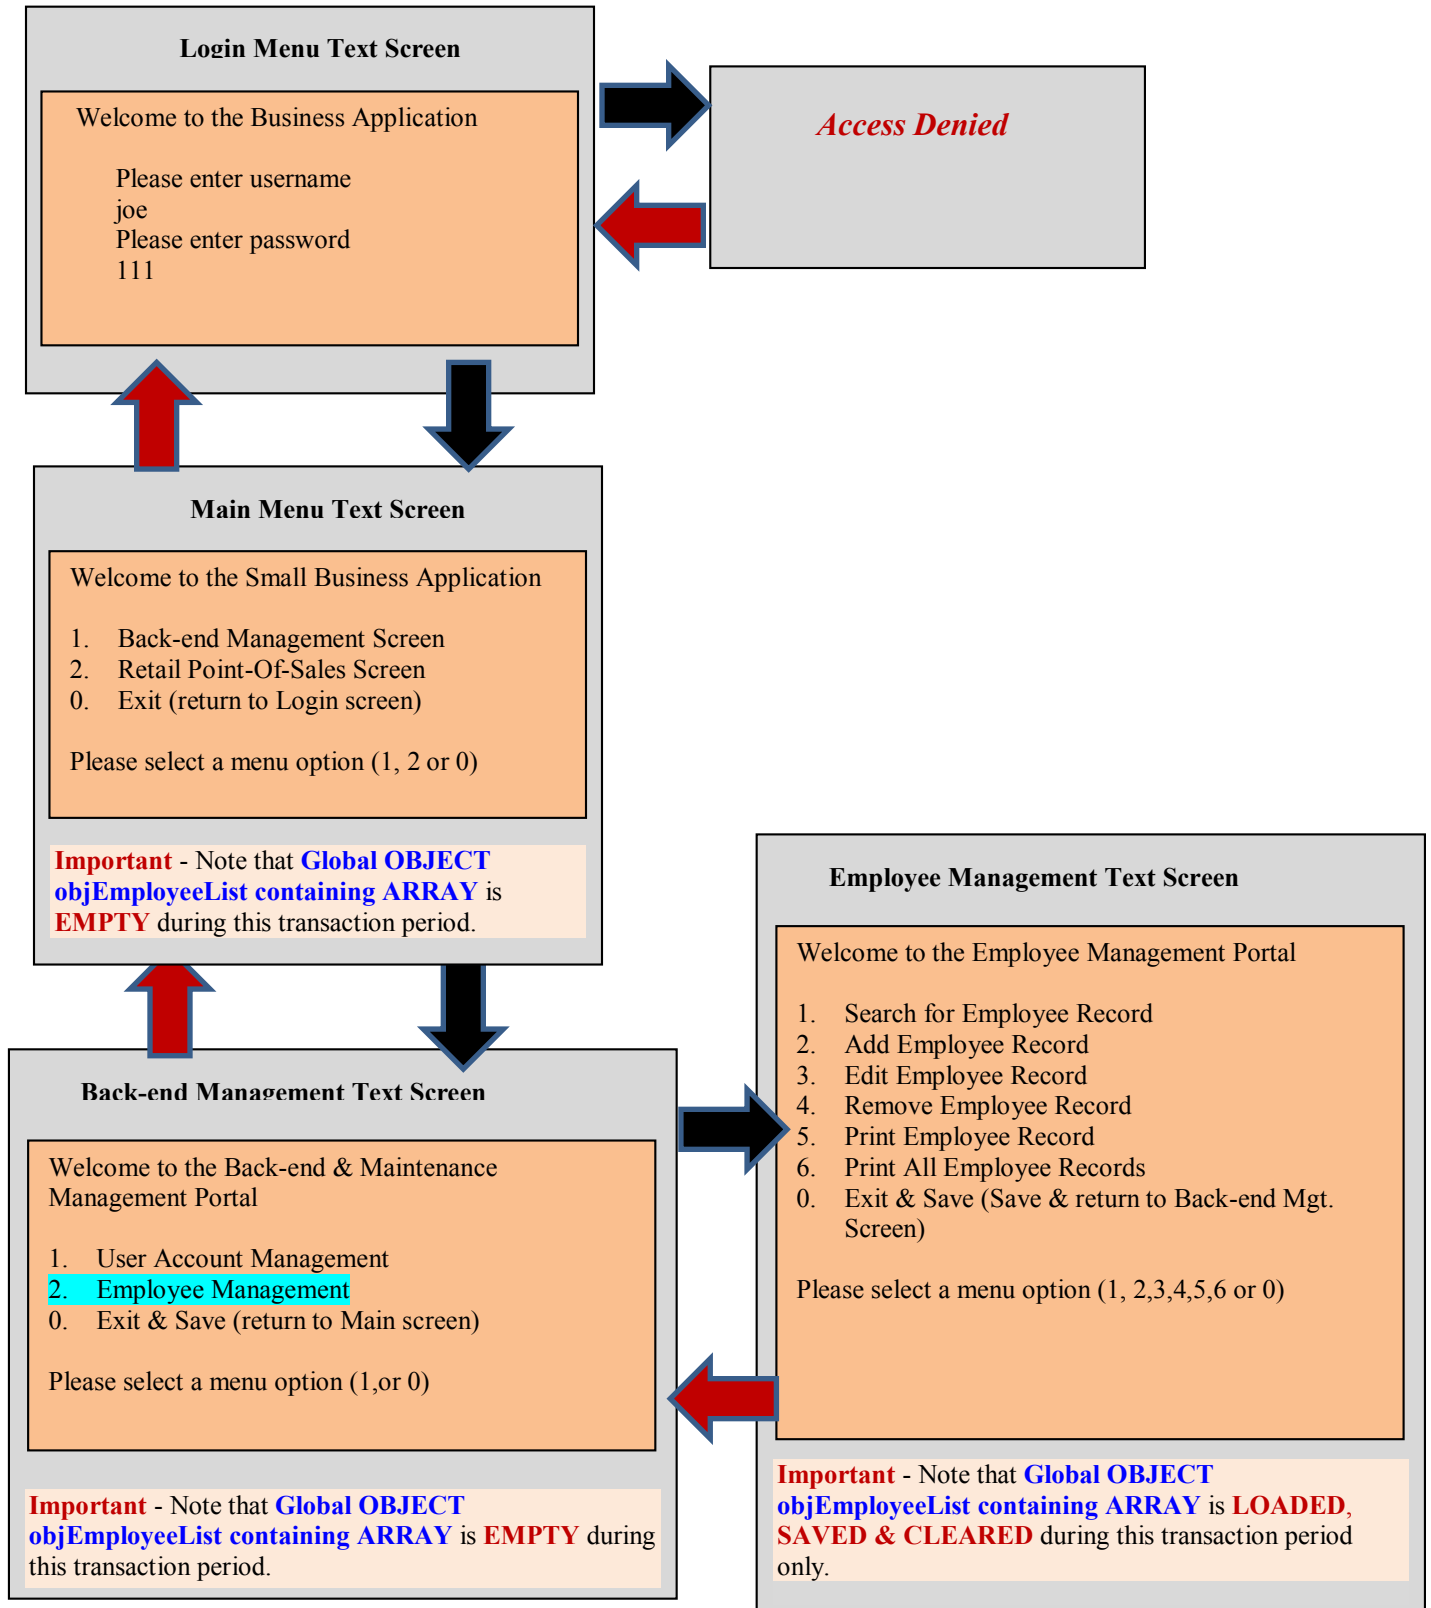 Login Menu Text Screen
Welcome to the Business Application
Please enter username
joe
Please enter password
111
Access Denied
Main Menu Text Screen
Welcome to the Small Business Application
1. Back-end Management Screen
2. Retail Point-Of-Sales Screen
0. Exit (return to Login screen)
Please select a menu option (1, 2 or 0)
Important - Note that Global OBJECT
objEmployeeList containing ARRAY is
EMPTY during this transaction period.
Back-end Management Text Screen
Welcome to the Back-end & Maintenance
Management Portal
1. User Account Management
2. Employee Management
0. Exit & Save (return to Main screen)
Please select a menu option (1,or 0)
Important - Note that Global OBJECT
objEmployeeList containing ARRAY is EMPTY during
this transaction period.
Employee Management Text Screen
Welcome to the Employee Management Portal
1. Search for Employee Record
2. Add Employee Record
3. Edit Employee Record
4. Remove Employee Record
5. Print Employee Record
6. Print All Employee Records
0. Exit & Save (Save & return to Back-end Mgt.
Screen)
Please select a menu option (1, 2,3,4,5,6 or 0)
Important - Note that Global OBJECT
objEmployeeList containing ARRAY is LOADED,
SAVED & CLEARED during this transaction period
only.